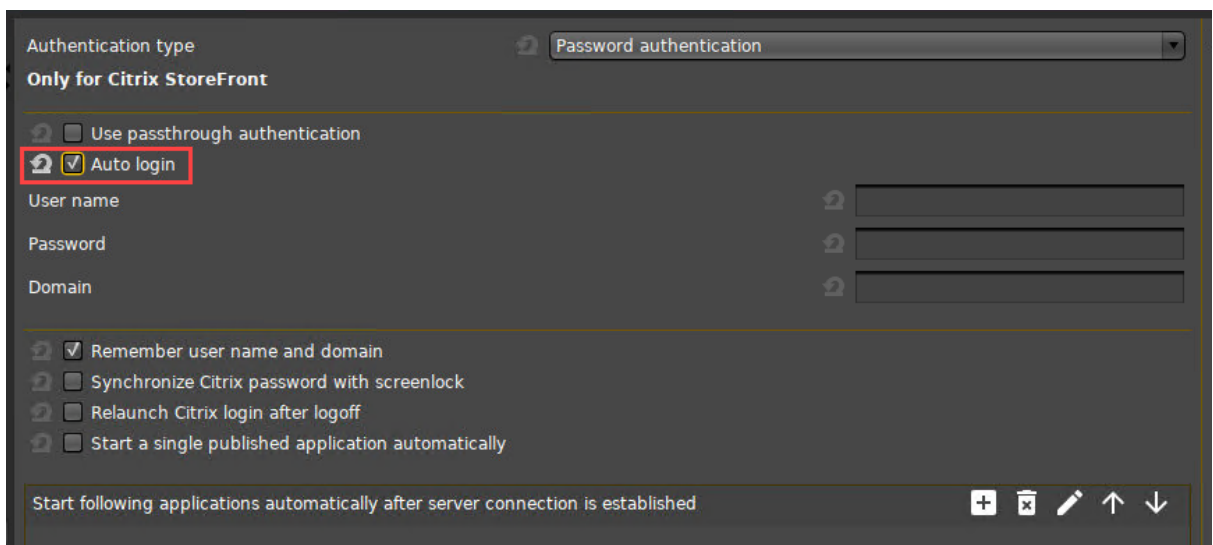 Authentication type
Password authentication
Only for Citrix StoreFront
Use passthrough authentication
Auto login
User name
Password
Domain
Remember user name and domain
Synchronize Citrix password with screenlock
Relaunch Citrix login after logoff
Start a single published application automatically
Start following applications automatically after server connection is established